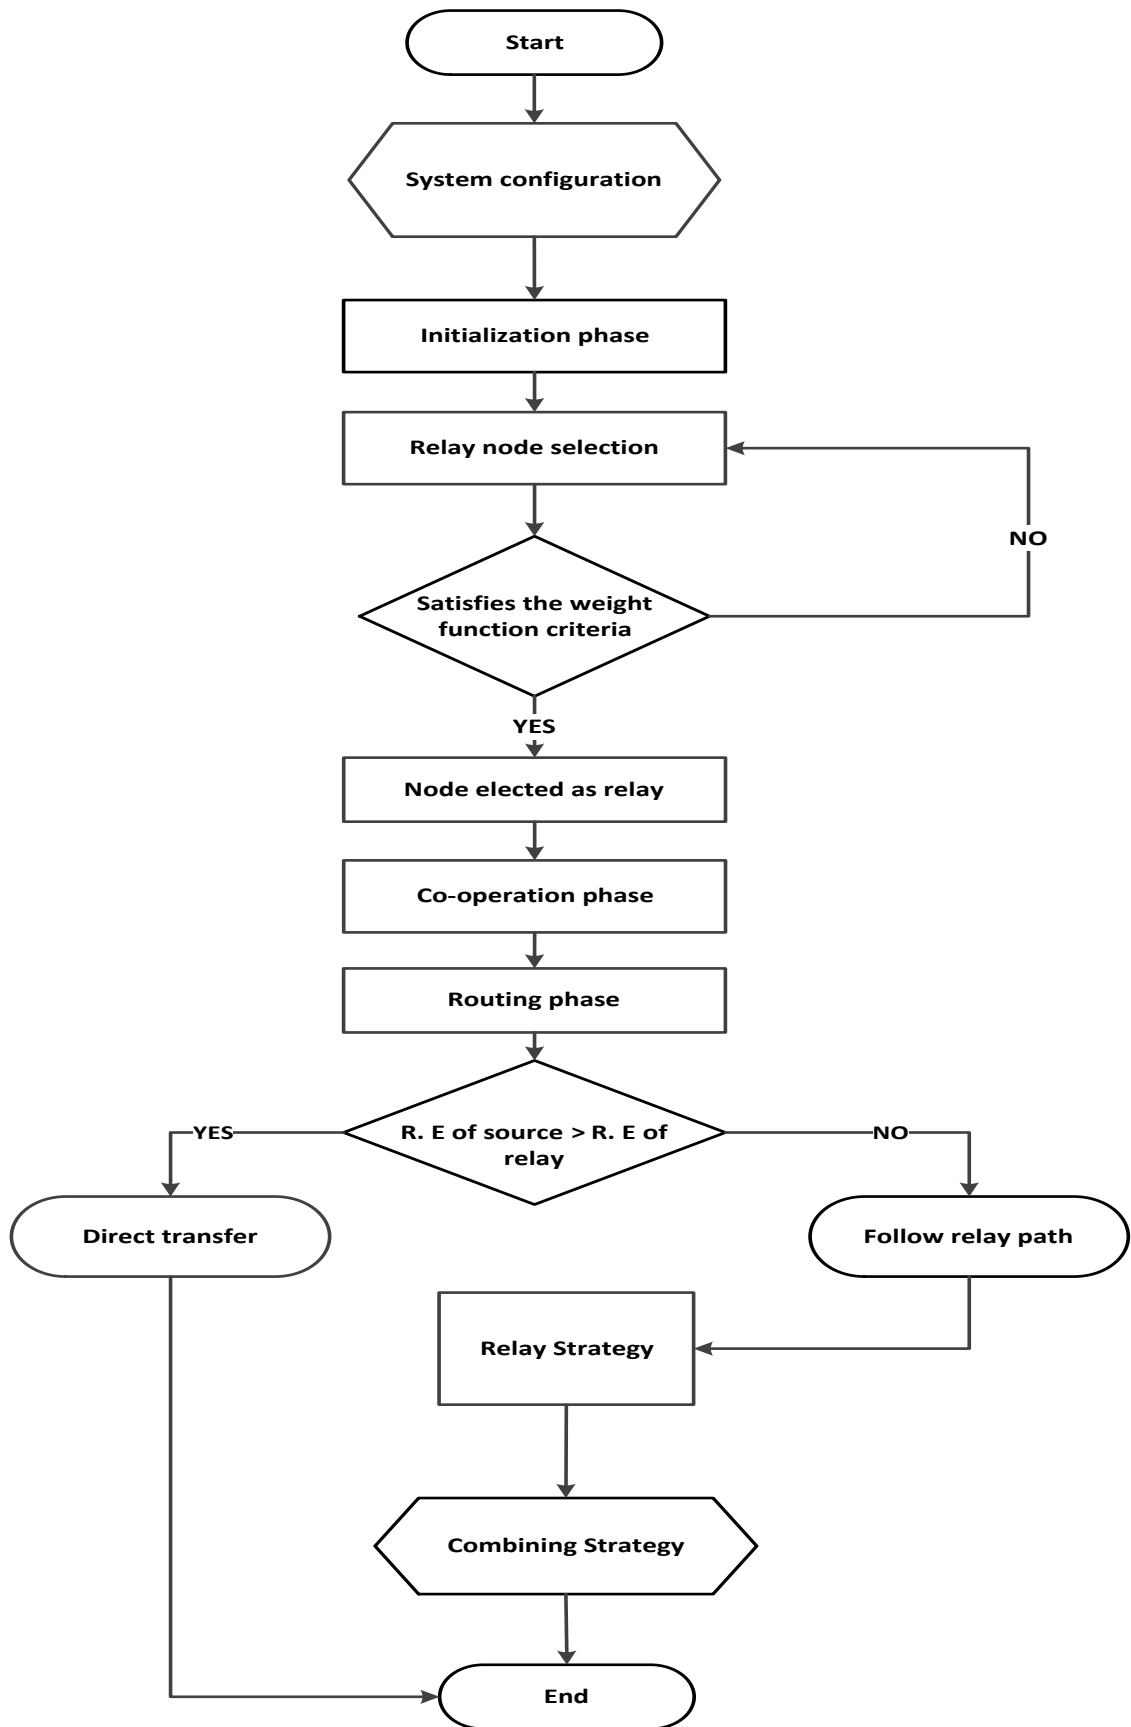 Start
System configuration
Initialization phase
Relay node selection
NO
Satisfies the weight
function criteria
YES
Node elected as relay
Co-operation phase
Routing phase
YES
R. E of source > R. E of
relay
NO
Direct transfer
Follow relay path
Relay Strategy
Combining Strategy
End